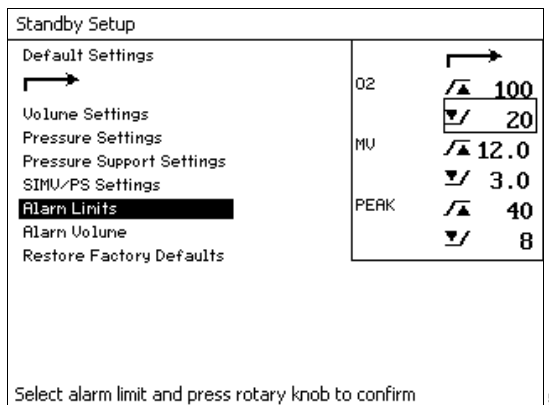 Standby Setup
Default Settings
Volume Settings
Pressure Settings
Pressure Support Settings
SIMV/PS Settings
Alarm Limits
Alarm Volume
Restore Factory Defaults
O2 100
20
MV 12.0
3.0
PEAK 40
8
Select alarm limit and press rotary knob to confirm